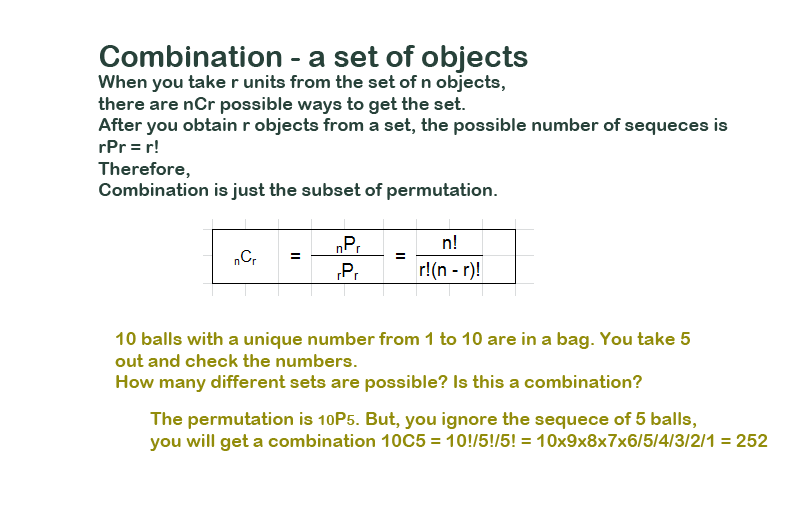 Combination - a set of objects
When you take r units from the set of n objects,
there are nCr possible ways to get the set.
After you obtain r objects from a set, the possible number of sequeces is
rPr = r!
Therefore,
Combination is just the subset of permutation.
nCr = nPr / rPr = n! / r!(n - r)!
10 balls with a unique number from 1 to 10 are in a bag. You take 5
out and check the numbers.
How many different sets are possible? Is this a combination?
The permutation is 10P5. But, you ignore the sequece of 5 balls,
you will get a combination 10C5 = 10!/5!/5! = 10x9x8x7x6/5/4/3/2/1 = 252